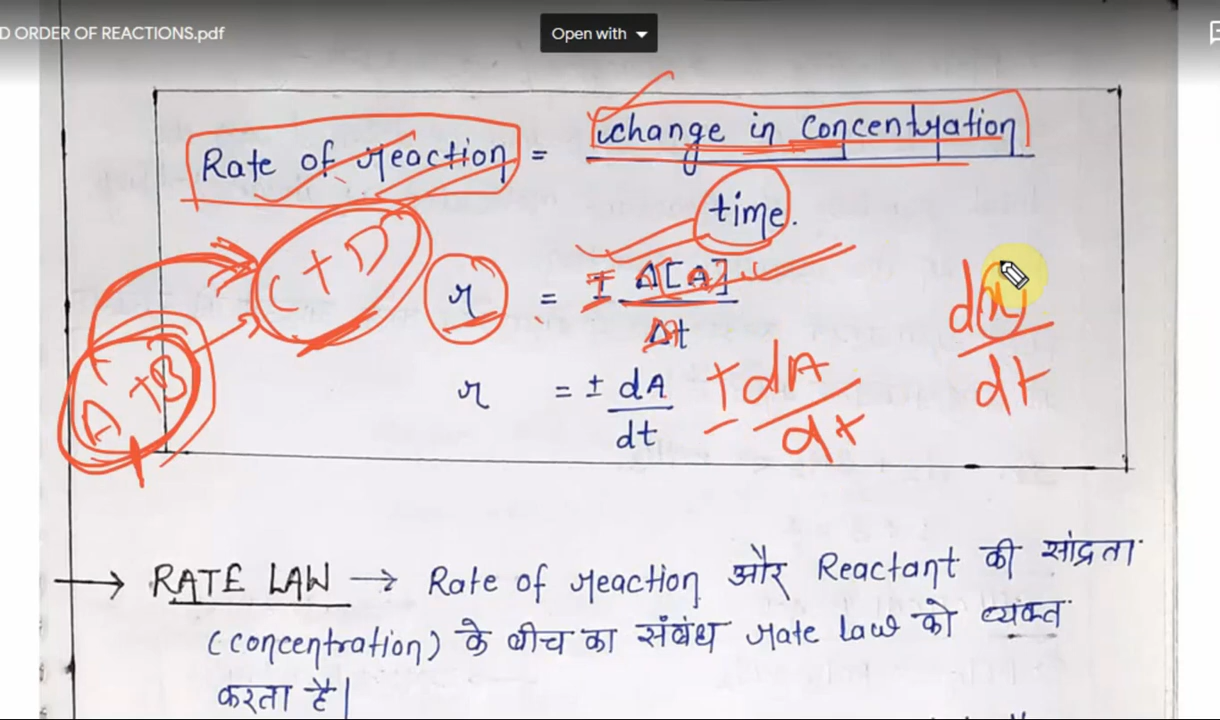 D ORDER OF REACTIONS.pdf
Open with
Rate of reaction = change in concentration
time.
A + B
C + D
r = ± Δ[A]
Δt
dx
dt
r = ± dA
dt
± dA
dt
→ RATE LAW → Rate of reaction और Reactant की सांद्रता
(concentration) के बीच का संबंध rate law को व्यक्त
करता है।